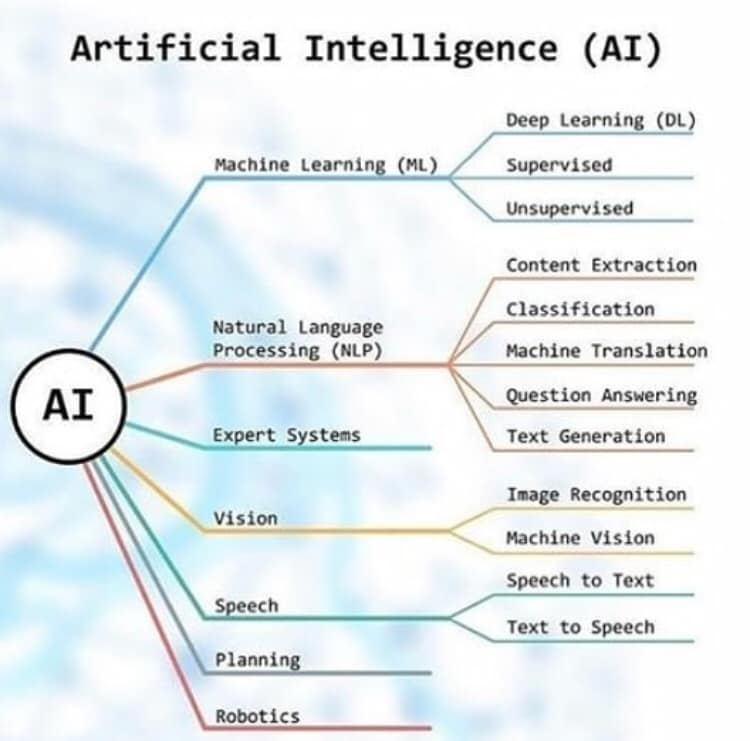 Artificial Intelligence (AI)
Deep Learning (DL)
Machine Learning (ML)
Supervised
Unsupervised
Content Extraction
Classification
Natural Language
Processing (NLP)
Machine Translation
Question Answering
Text Generation
AI
Expert Systems
Image Recognition
Vision
Machine Vision
Speech to Text
Speech
Text to Speech
Planning
Robotics